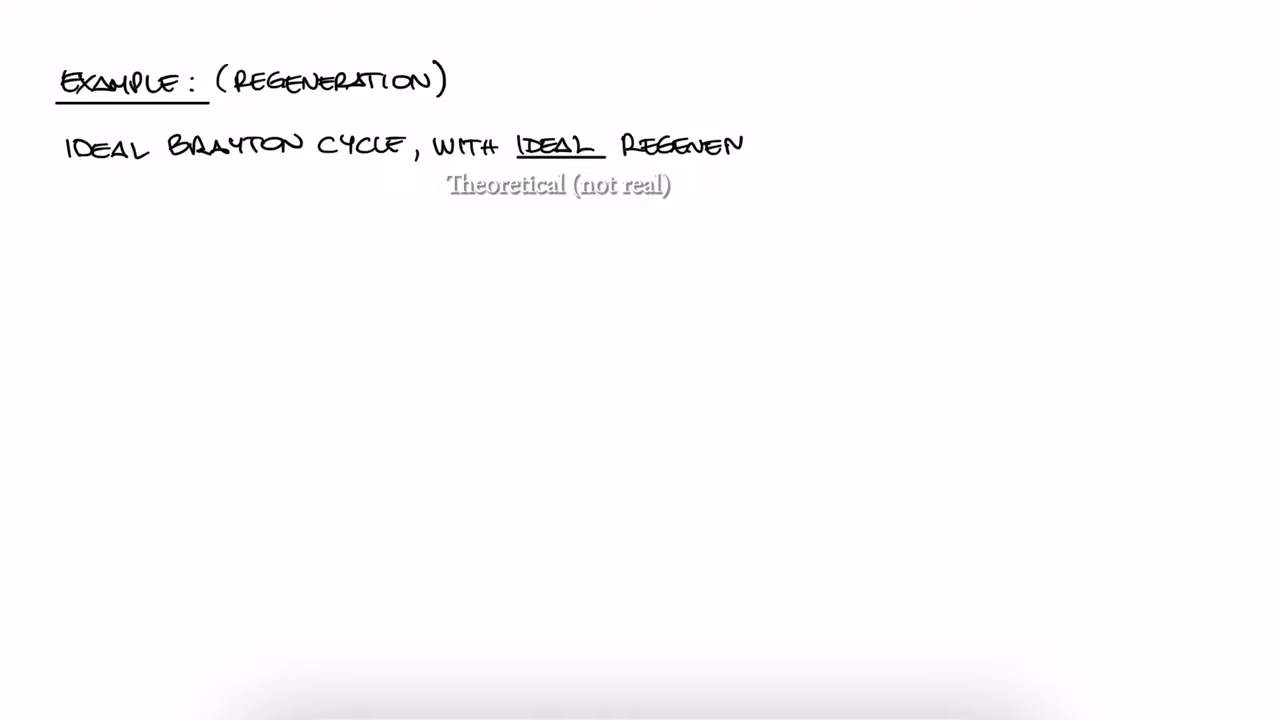 EXAMPLE: (REGENERATION)
IDEAL BRAYTON CYCLE, WITH IDEAL REGENEN
Theoretical (not real)